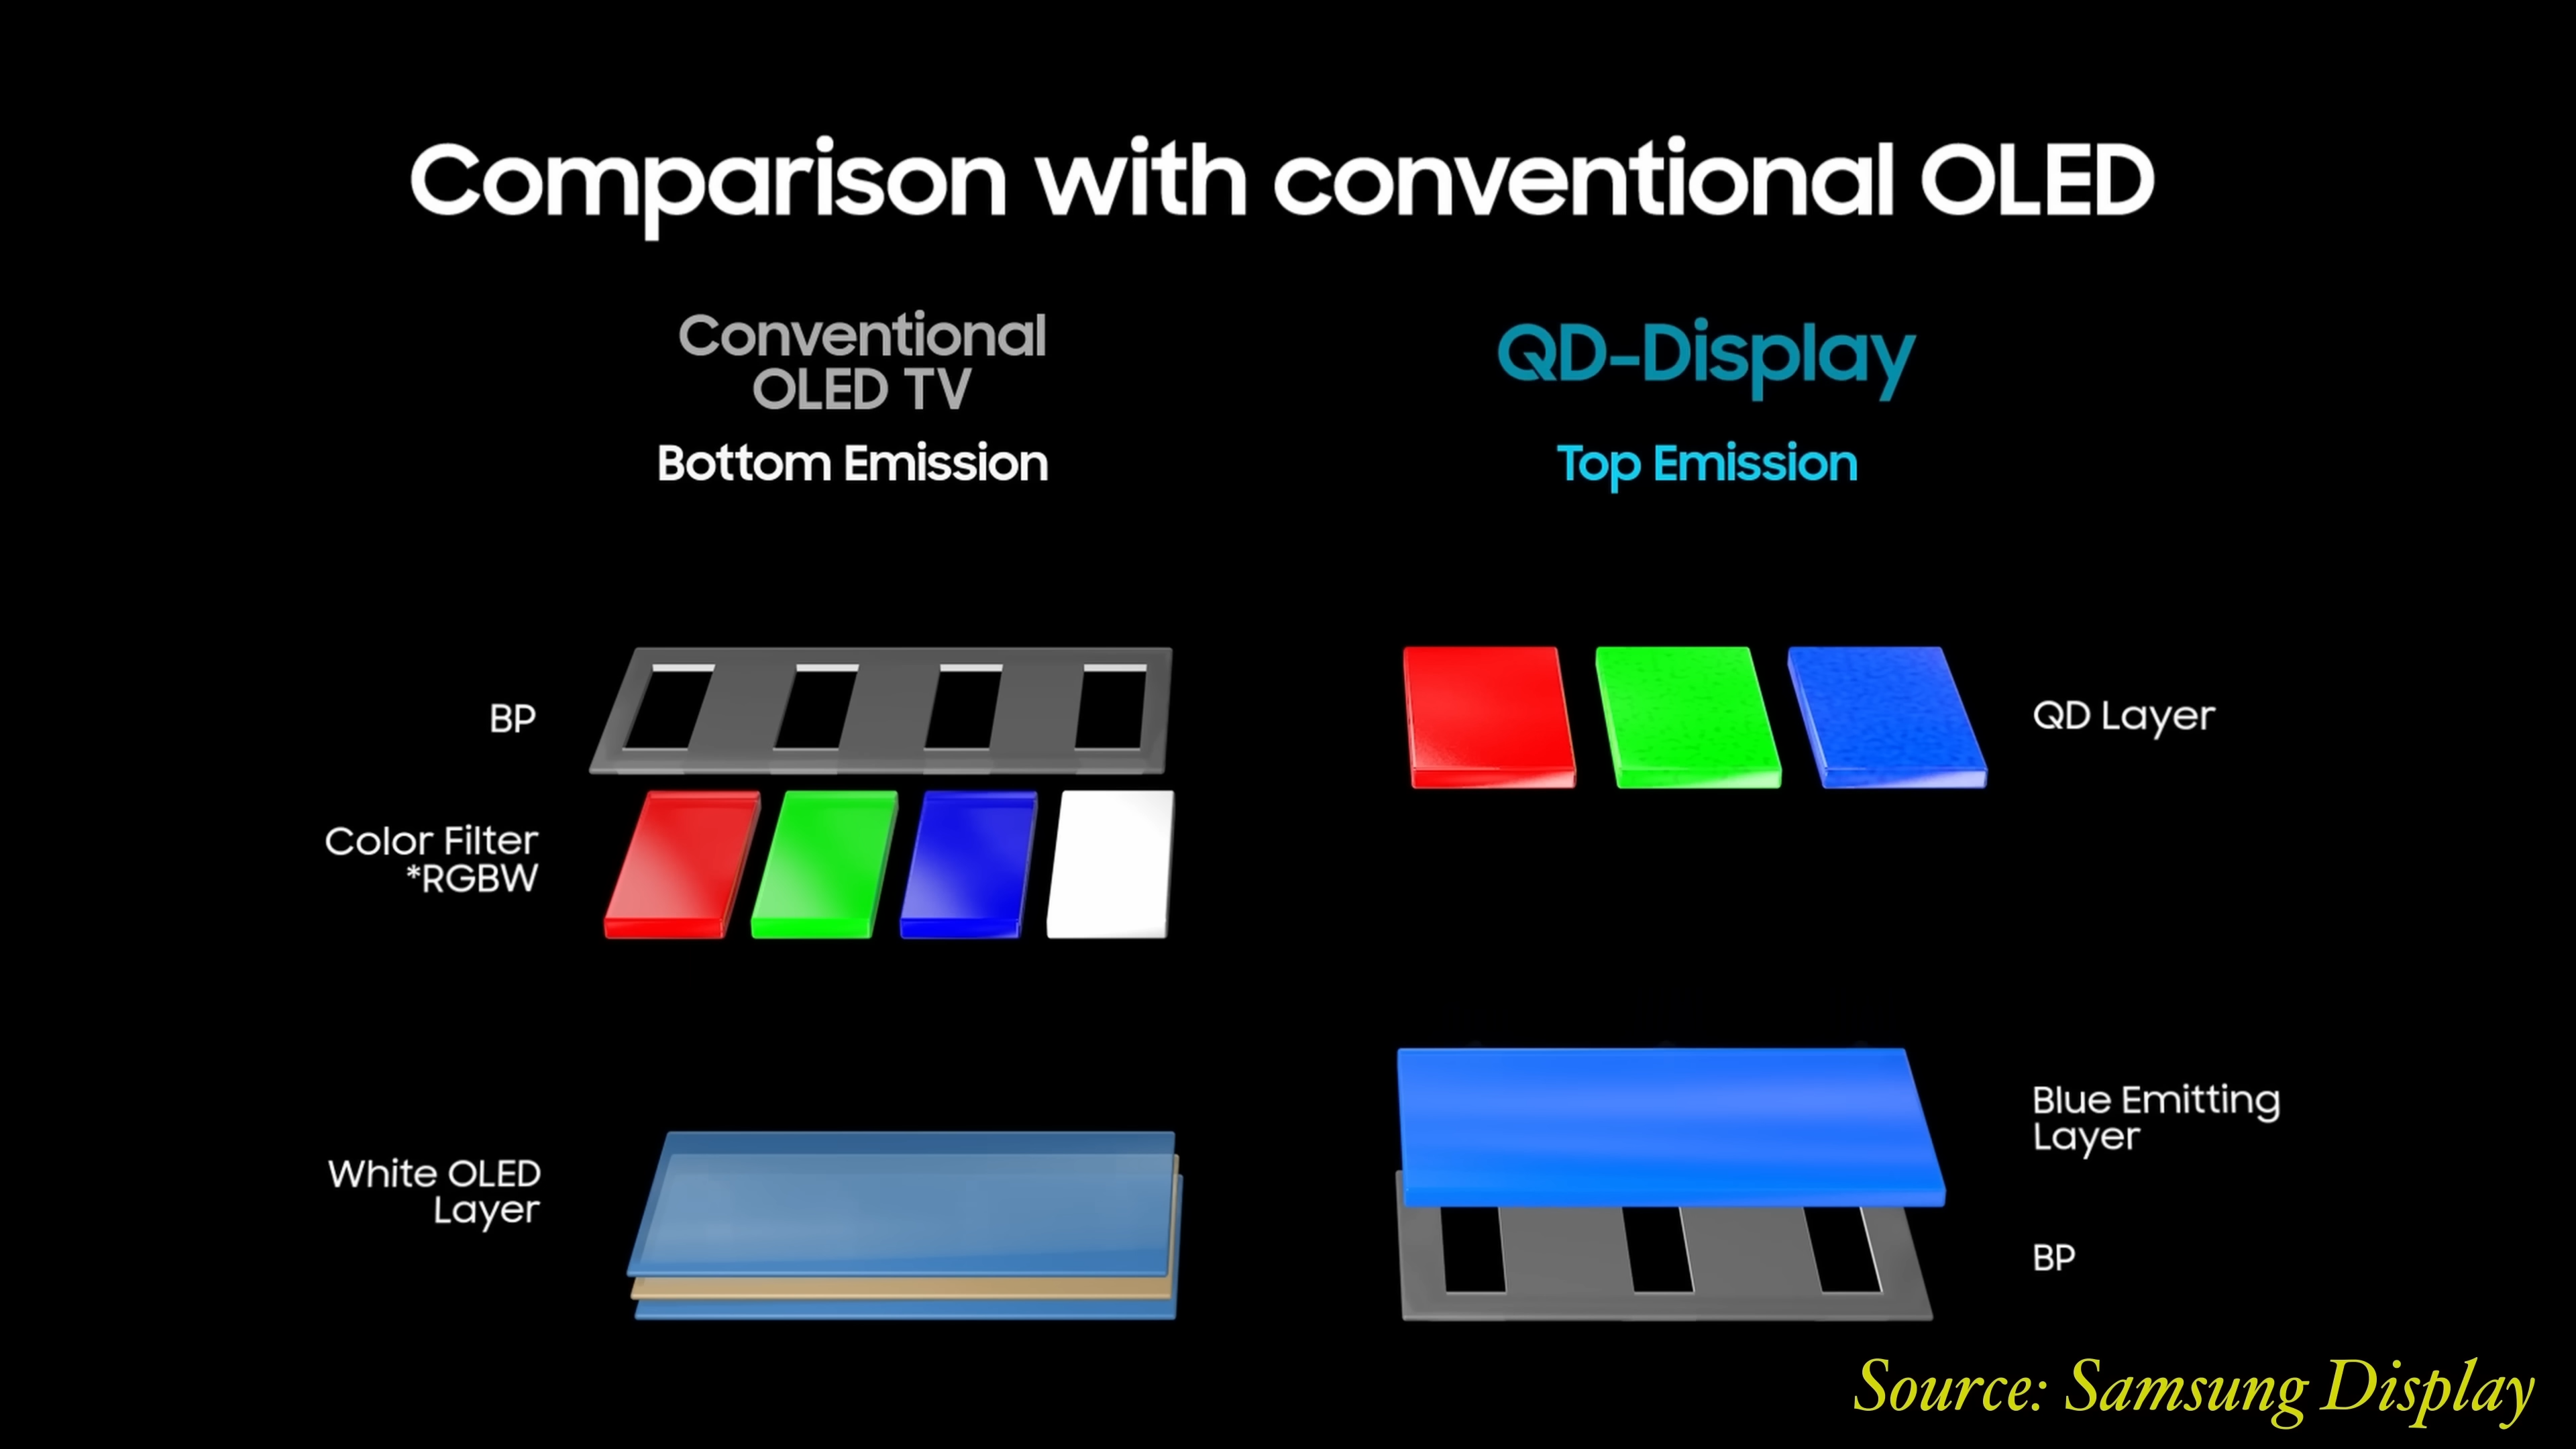 Comparison with conventional OLED
Conventional
OLED TV
Bottom Emission
BP
Color Filter
*RGBW
White OLED
Layer
QD-Display
Top Emission
QD Layer
Blue Emitting
Layer
BP
Source: Samsung Display